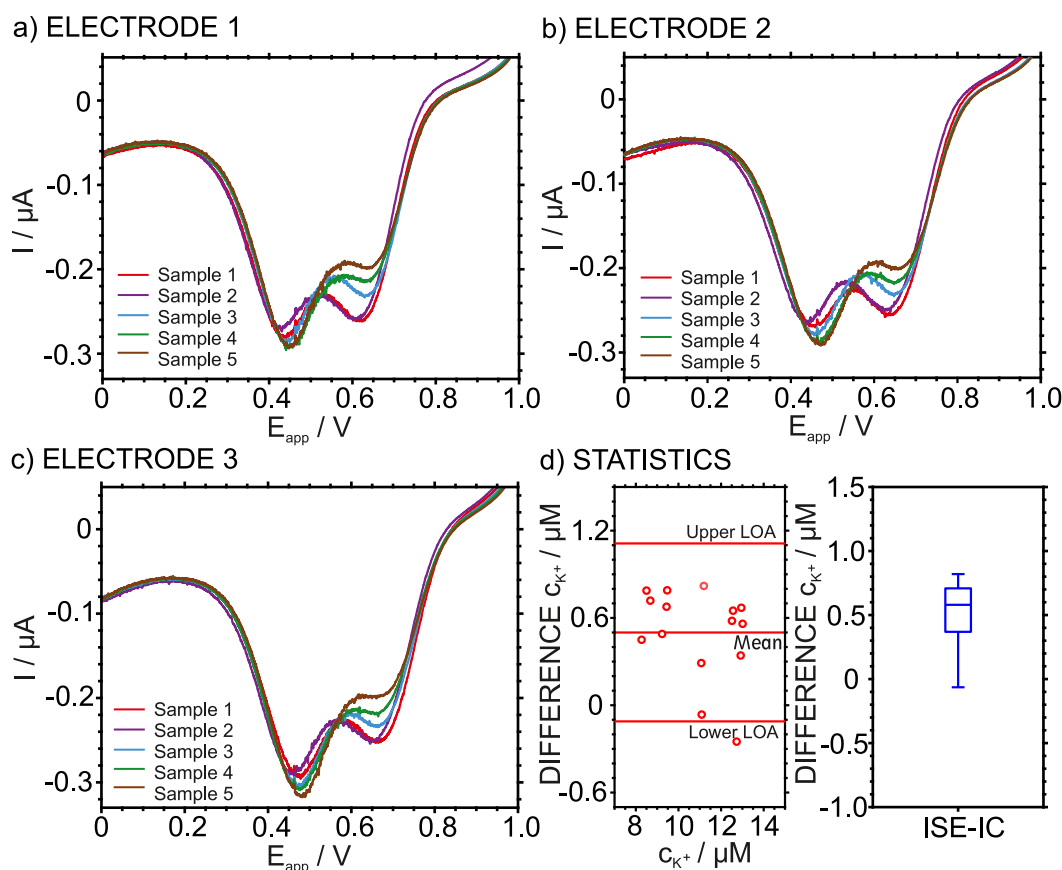 a) ELECTRODE 1
0
-0.1
-0.2
-0.3
I / µA
Sample 1
Sample 2
Sample 3
Sample 4
Sample 5
0 0.2 0.4 0.6 0.8 1.0
Eapp / V
b) ELECTRODE 2
0
-0.1
-0.2
-0.3
I / µA
Sample 1
Sample 2
Sample 3
Sample 4
Sample 5
0 0.2 0.4 0.6 0.8 1.0
Eapp / V
c) ELECTRODE 3
0
-0.1
-0.2
-0.3
I / µA
Sample 1
Sample 2
Sample 3
Sample 4
Sample 5
0 0.2 0.4 0.6 0.8 1.0
Eapp / V
d) STATISTICS
DIFFERENCE cK+ / µM
1.2
0.6
0
-0.6
Upper LOA
Mean
Lower LOA
8 10 12 14
cK+ / µM
DIFFERENCE cK+ / µM
1.5
1.0
0.5
0
-0.5
-1.0
ISE-IC